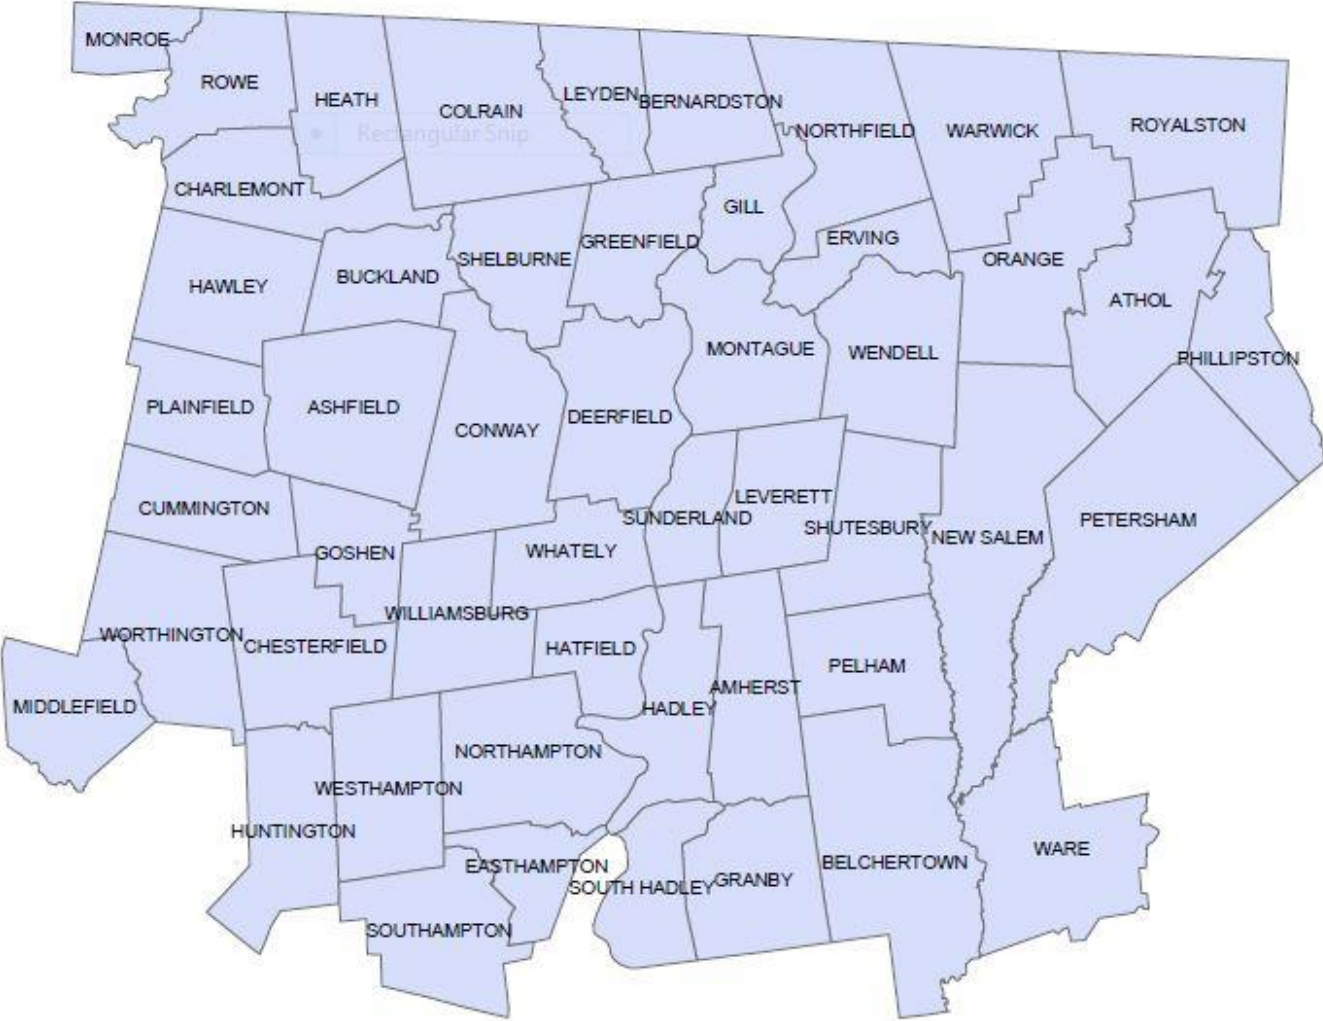 MONROE
ROWE
HEATH
COLRAIN
LEYDEN
BERNARDSTON
NORTHFIELD
WARWICK
ROYALSTON
• Rectangular Snip
CHARLEMONT
GILL
SHELBURNE
GREENFIELD
ERVING
ORANGE
HAWLEY
BUCKLAND
ATHOL
MONTAGUE
WENDELL
PHILLIPSTON
PLAINFIELD
ASHFIELD
CONWAY
DEERFIELD
CUMMINGTON
LEVERETT
SUNDERLAND
SHUTESBURY
NEW SALEM
PETERSHAM
GOSHEN
WHATELY
WILLIAMSBURG
WORTHINGTON
CHESTERFIELD
HATFIELD
PELHAM
MIDDLEFIELD
HADLEY
AMHERST
NORTHAMPTON
WESTHAMPTON
HUNTINGTON
EASTHAMPTON
SOUTH HADLEY
GRANBY
BELCHERTOWN
WARE
SOUTHAMPTON